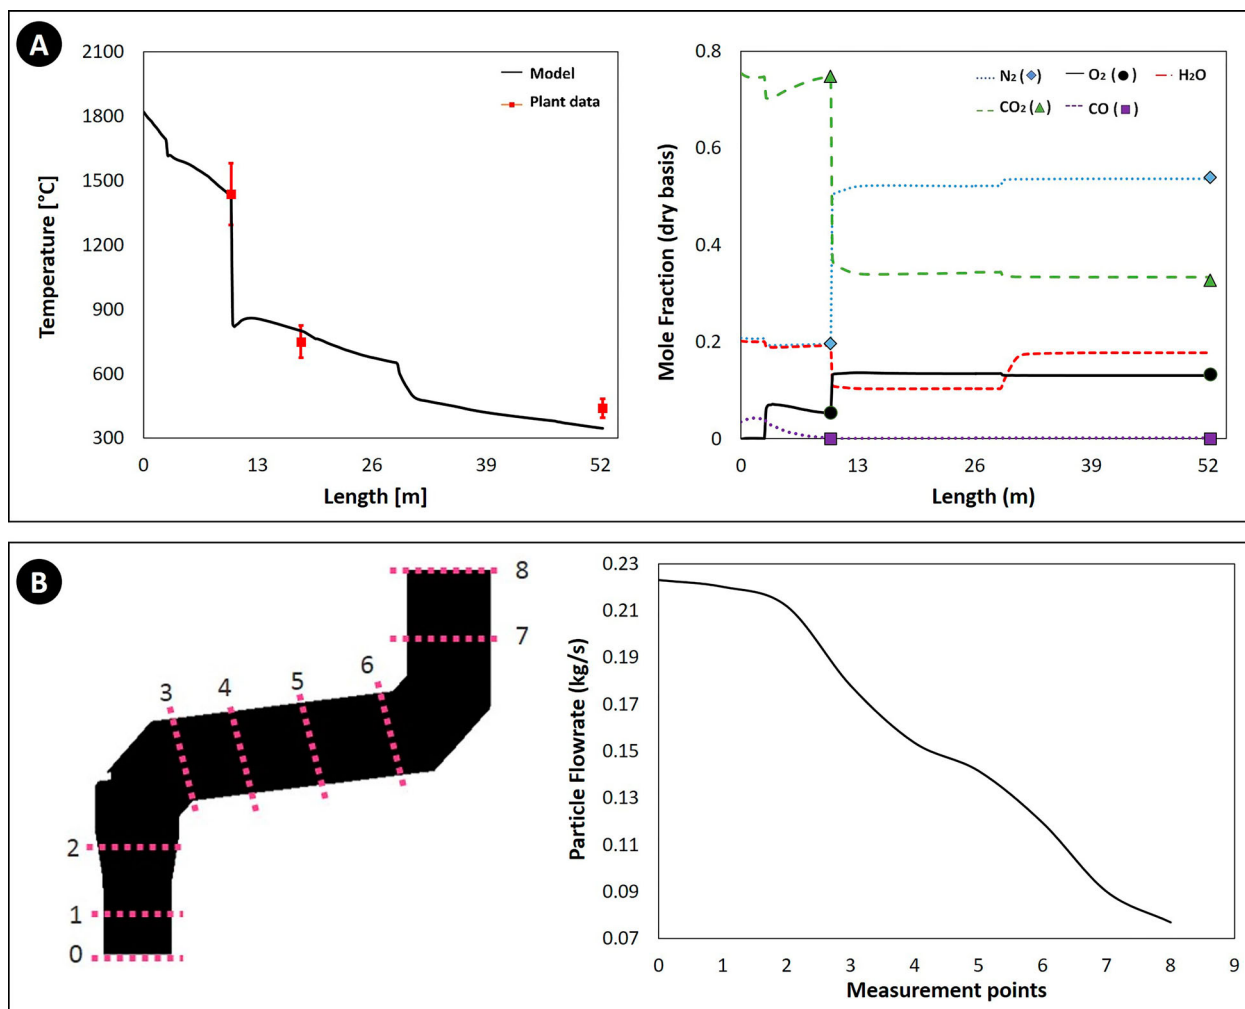 A
2100
1800
1500
1200
900
600
300
Temperature [°C]
Model
Plant data
0 13 26 39 52
Length [m]
0.8
0.6
0.4
0.2
0
Mole Fraction (dry basis)
N2 ( ) O2 ( ) H2O
CO2 ( ) CO ( )
0 13 26 39 52
Length (m)
B
8
7
6
5
4
3
2
1
0
0.23
0.21
0.19
0.17
0.15
0.13
0.11
0.09
0.07
Particle Flowrate (kg/s)
0 1 2 3 4 5 6 7 8 9
Measurement points